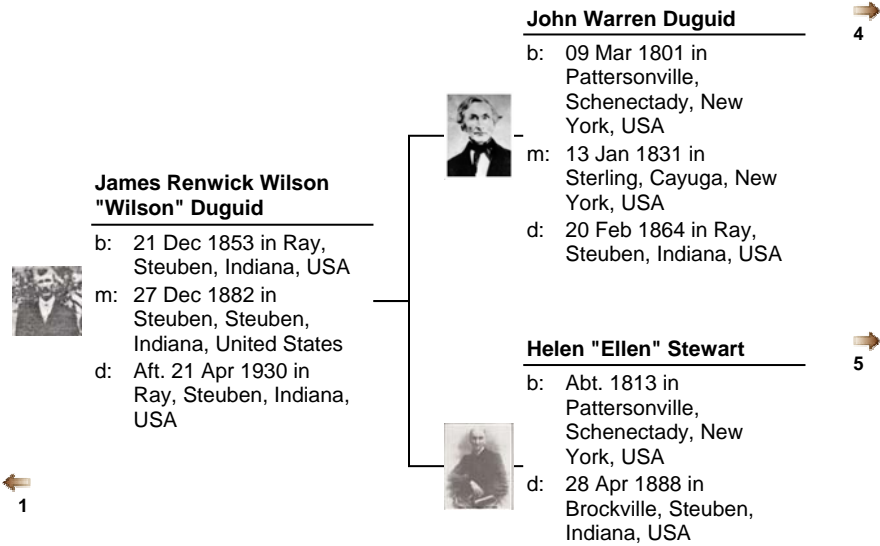 John Warren Duguid
b: 09 Mar 1801 in
Pattersonville,
Schenectady, New
York, USA
m: 13 Jan 1831 in
Sterling, Cayuga, New
York, USA
d: 20 Feb 1864 in Ray,
Steuben, Indiana, USA
4
James Renwick Wilson
"Wilson" Duguid
b: 21 Dec 1853 in Ray,
Steuben, Indiana, USA
m: 27 Dec 1882 in
Steuben, Steuben,
Indiana, United States
d: Aft. 21 Apr 1930 in
Ray, Steuben, Indiana,
USA
Helen "Ellen" Stewart
b: Abt. 1813 in
Pattersonville,
Schenectady, New
York, USA
d: 28 Apr 1888 in
Brockville, Steuben,
Indiana, USA
5
1